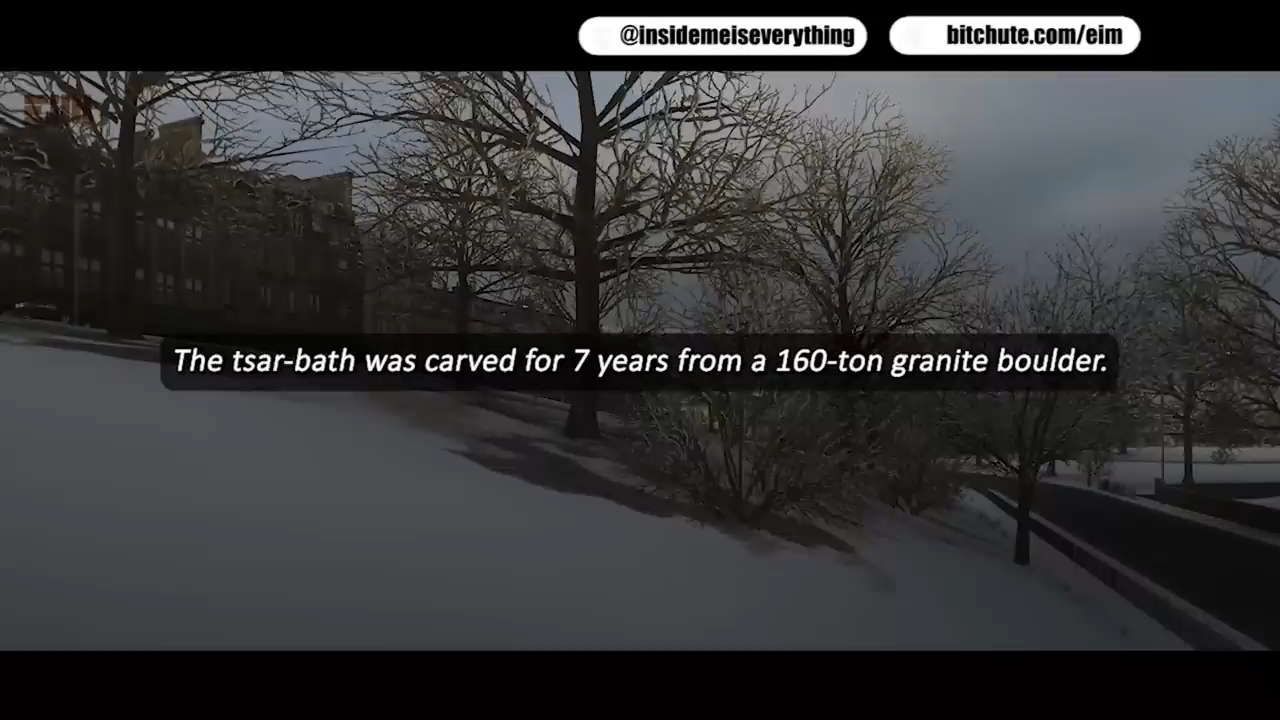 @insidemeiseverything
bitchute.com/eim
The tsar-bath was carved for 7 years from a 160-ton granite boulder.